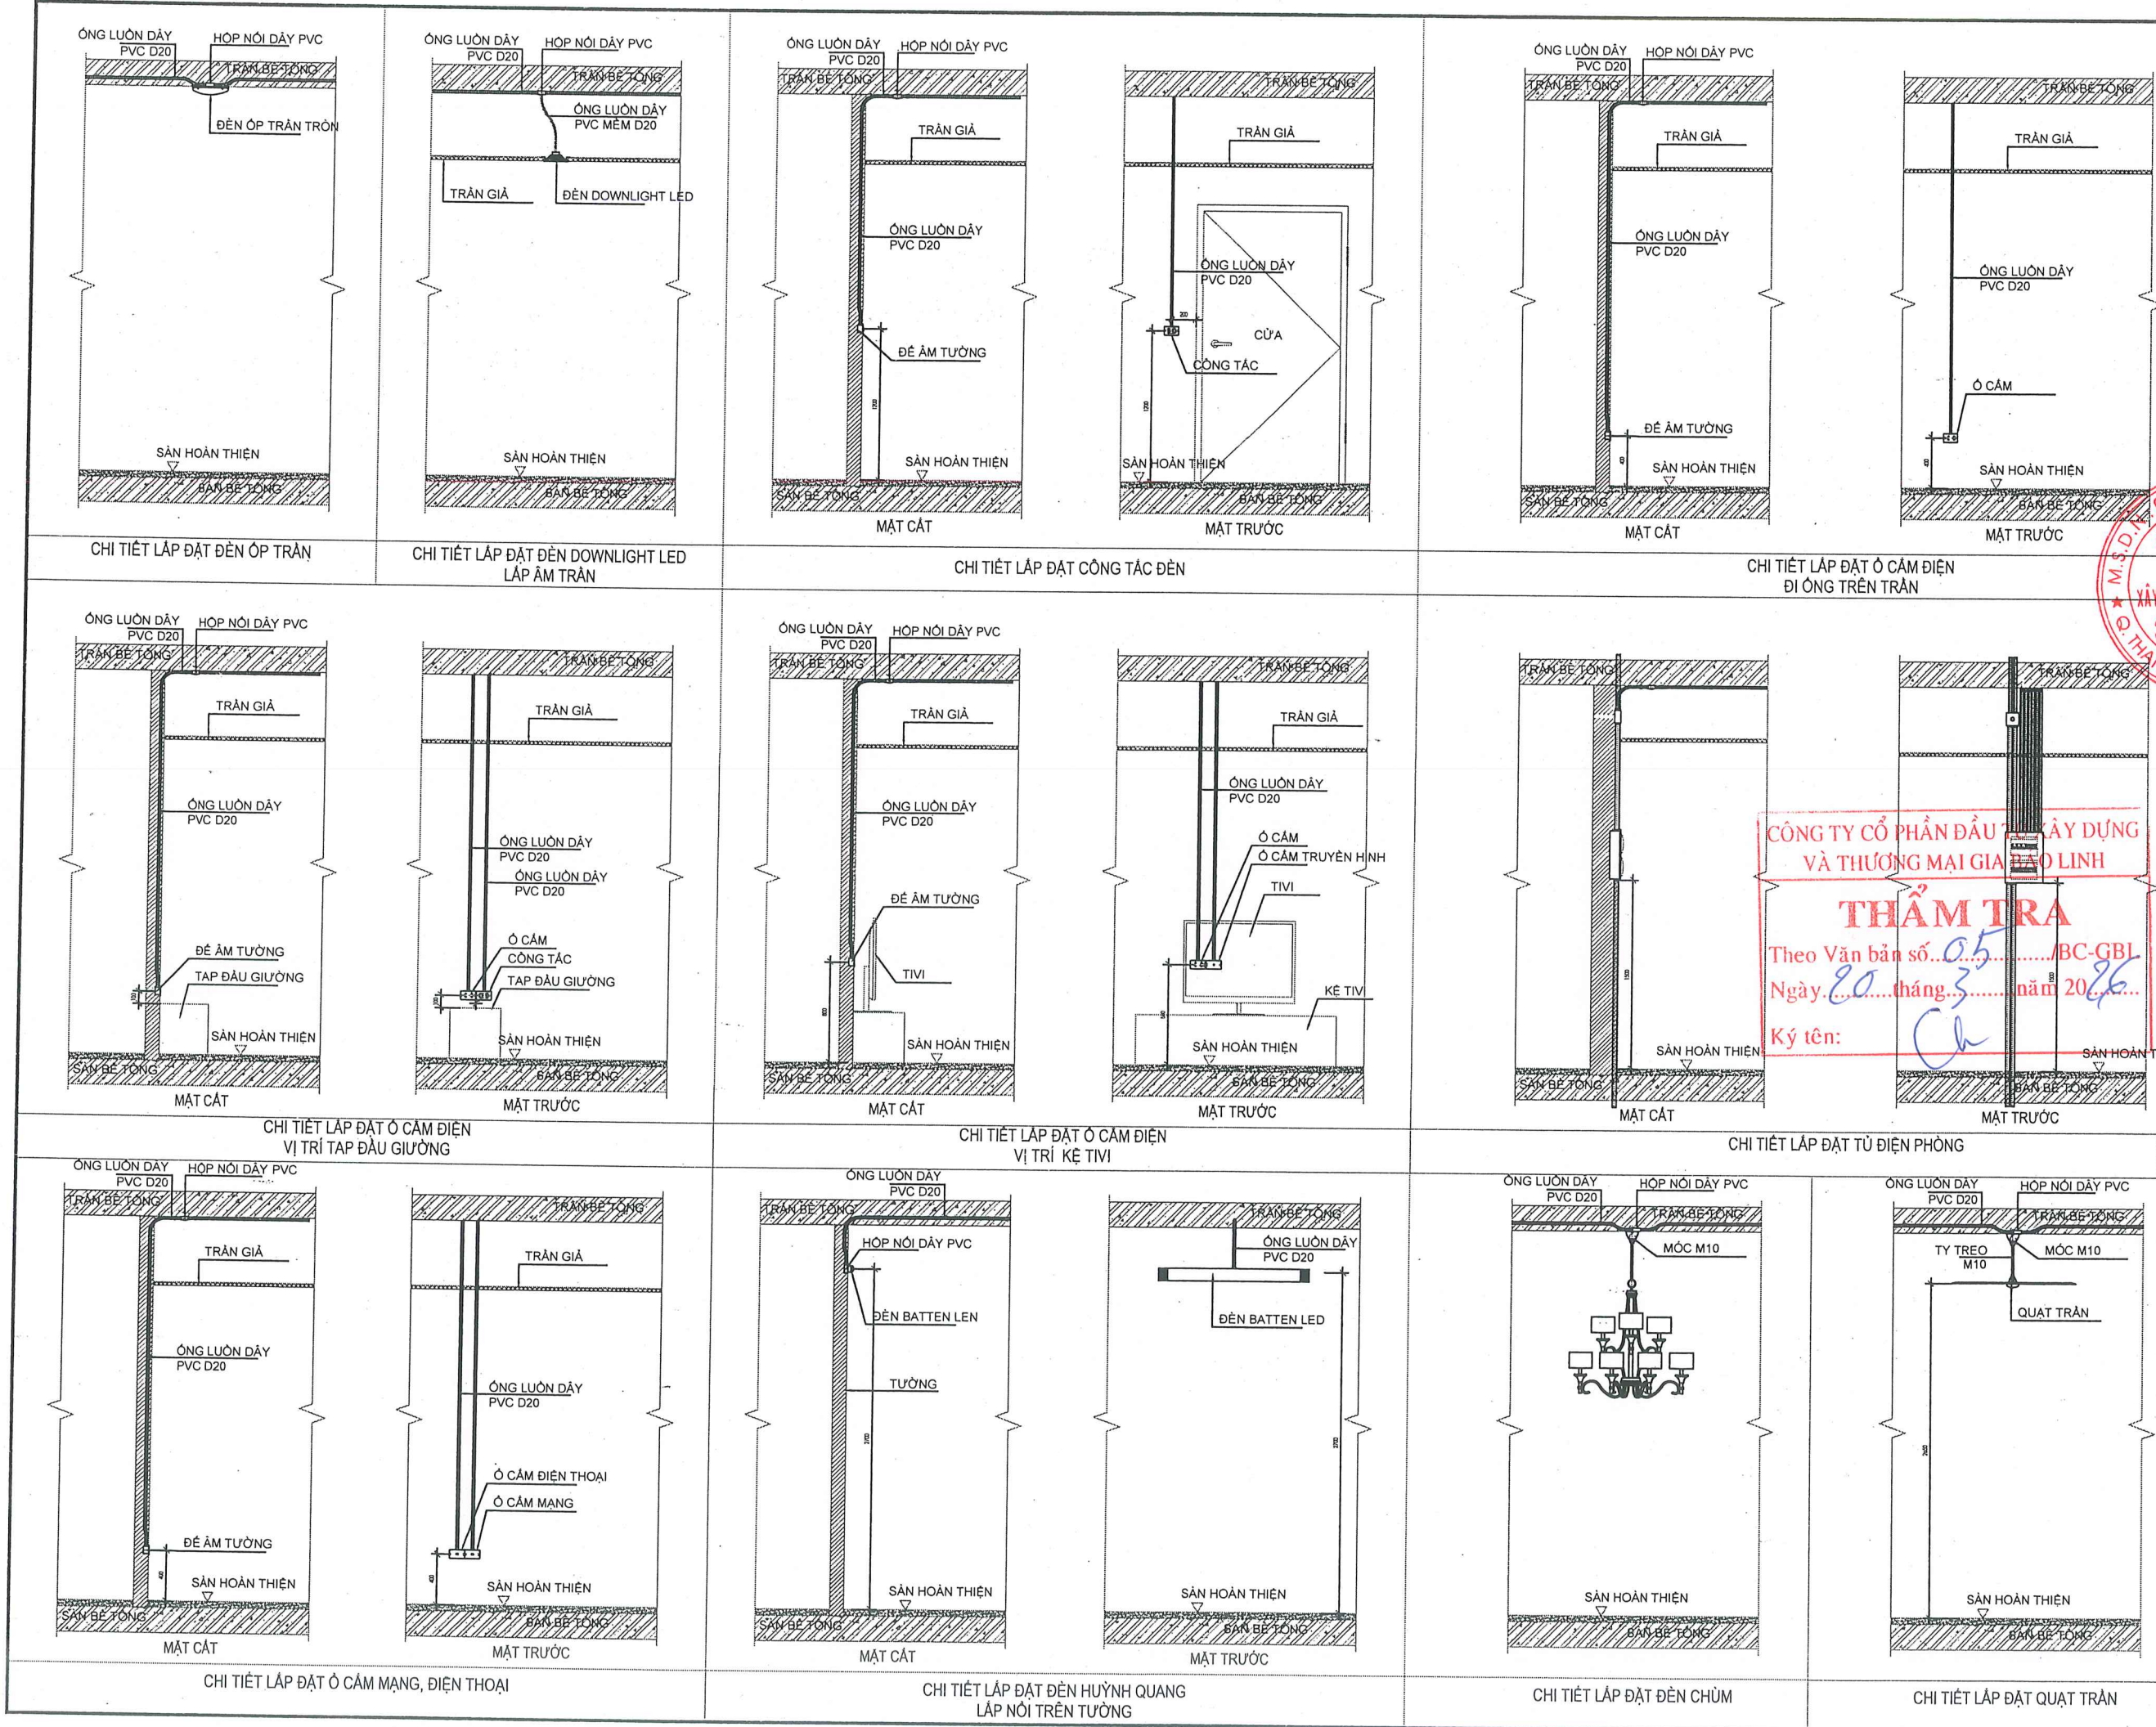 ỐNG LUỒN DÂY
PVC D20
HỘP NỐI DÂY PVC
TRẦN BÊ TÔNG
ĐÈN ỐP TRẦN TRÒN
SÀN HOÀN THIỆN
BẢN BÊ TÔNG
CHI TIẾT LẮP ĐẶT ĐÈN ỐP TRẦN
ỐNG LUỒN DÂY
PVC D20
HỘP NỐI DÂY PVC
TRẦN BÊ TÔNG
ỐNG LUỒN DÂY
PVC MỀM D20
TRẦN GIẢ
ĐÈN DOWNLIGHT LED
SÀN HOÀN THIỆN
BẢN BÊ TÔNG
CHI TIẾT LẮP ĐẶT ĐÈN DOWNLIGHT LED
LẮP ÂM TRẦN
ỐNG LUỒN DÂY
PVC D20
HỘP NỐI DÂY PVC
TRẦN BÊ TÔNG
TRẦN GIẢ
ỐNG LUỒN DÂY
PVC D20
ĐẾ ÂM TƯỜNG
1200
SÀN HOÀN THIỆN
SÀN BÊ TÔNG
MẶT CẮT
TRẦN BÊ TÔNG
TRẦN GIẢ
ỐNG LUỒN DÂY
PVC D20
200
CỬA
CÔNG TẮC
1200
SÀN HOÀN THIỆN
BẢN BÊ TÔNG
MẶT TRƯỚC
CHI TIẾT LẮP ĐẶT CÔNG TẮC ĐÈN
ỐNG LUỒN DÂY
PVC D20
HỘP NỐI DÂY PVC
TRẦN BÊ TÔNG
TRẦN GIẢ
ỐNG LUỒN DÂY
PVC D20
ĐẾ ÂM TƯỜNG
400
SÀN HOÀN THIỆN
SÀN BÊ TÔNG
MẶT CẮT
TRẦN BÊ TÔNG
TRẦN GIẢ
ỐNG LUỒN DÂY
PVC D20
Ổ CẮM
400
SÀN HOÀN THIỆN
BẢN BÊ TÔNG
MẶT TRƯỚC
CHI TIẾT LẮP ĐẶT Ổ CẮM ĐIỆN
ĐI ỐNG TRÊN TRẦN
M.S.D.N
ỐNG LUỒN DÂY
PVC D20
HỘP NỐI DÂY PVC
TRẦN BÊ TÔNG
TRẦN GIẢ
ỐNG LUỒN DÂY
PVC D20
ĐẾ ÂM TƯỜNG
TAP ĐẦU GIƯỜNG
SÀN HOÀN THIỆN
SÀN BÊ TÔNG
MẶT CẮT
TRẦN BÊ TÔNG
TRẦN GIẢ
ỐNG LUỒN DÂY
PVC D20
ỐNG LUỒN DÂY
PVC D20
Ổ CẮM
CÔNG TẮC
TAP ĐẦU GIƯỜNG
SÀN HOÀN THIỆN
BẢN BÊ TÔNG
MẶT TRƯỚC
CHI TIẾT LẮP ĐẶT Ổ CẮM ĐIỆN
VỊ TRÍ TAP ĐẦU GIƯỜNG
ỐNG LUỒN DÂY
PVC D20
HỘP NỐI DÂY PVC
TRẦN BÊ TÔNG
TRẦN GIẢ
ỐNG LUỒN DÂY
PVC D20
ĐẾ ÂM TƯỜNG
TIVI
SÀN HOÀN THIỆN
SÀN BÊ TÔNG
MẶT CẮT
TRẦN BÊ TÔNG
TRẦN GIẢ
ỐNG LUỒN DÂY
PVC D20
Ổ CẮM
Ổ CẮM TRUYỀN HÌNH
TIVI
KỆ TIVI
SÀN HOÀN THIỆN
BẢN BÊ TÔNG
MẶT TRƯỚC
CHI TIẾT LẮP ĐẶT Ổ CẮM ĐIỆN
VỊ TRÍ KỆ TIVI
TRẦN BÊ TÔNG
SÀN HOÀN THIỆN
SÀN BÊ TÔNG
MẶT CẮT
TRẦN BÊ TÔNG
SÀN HOÀN
BẢN BÊ TÔNG
MẶT TRƯỚC
CHI TIẾT LẮP ĐẶT TỦ ĐIỆN PHÒNG
CÔNG TY CỔ PHẦN ĐẦU TƯ XÂY DỰNG
VÀ THƯƠNG MẠI GIA BẢO LINH
THẨM TRA
Theo Văn bản số 05 /BC-GBL
Ngày 20 tháng 3 năm 2026
Ký tên:
ỐNG LUỒN DÂY
PVC D20
HỘP NỐI DÂY PVC
TRẦN BÊ TÔNG
TRẦN GIẢ
ỐNG LUỒN DÂY
PVC D20
ĐẾ ÂM TƯỜNG
400
SÀN HOÀN THIỆN
SÀN BÊ TÔNG
MẶT CẮT
TRẦN BÊ TÔNG
TRẦN GIẢ
ỐNG LUỒN DÂY
PVC D20
Ổ CẮM ĐIỆN THOẠI
Ổ CẮM MẠNG
400
SÀN HOÀN THIỆN
BẢN BÊ TÔNG
MẶT TRƯỚC
CHI TIẾT LẮP ĐẶT Ổ CẮM MẠNG, ĐIỆN THOẠI
ỐNG LUỒN DÂY
PVC D20
TRẦN BÊ TÔNG
HỘP NỐI DÂY PVC
ĐÈN BATTEN LEN
TƯỜNG
2700
SÀN HOÀN THIỆN
SÀN BÊ TÔNG
MẶT CẮT
TRẦN BÊ TÔNG
ỐNG LUỒN DÂY
PVC D20
ĐÈN BATTEN LED
2700
SÀN HOÀN THIỆN
BẢN BÊ TÔNG
MẶT TRƯỚC
CHI TIẾT LẮP ĐẶT ĐÈN HUỲNH QUANG
LẮP NỔI TRÊN TƯỜNG
ỐNG LUỒN DÂY
PVC D20
HỘP NỐI DÂY PVC
TRẦN BÊ TÔNG
MÓC M10
SÀN HOÀN THIỆN
BẢN BÊ TÔNG
CHI TIẾT LẮP ĐẶT ĐÈN CHÙM
ỐNG LUỒN DÂY
PVC D20
HỘP NỐI DÂY PVC
TRẦN BÊ TÔNG
TY TREO
M10
MÓC M10
QUẠT TRẦN
2600
SÀN HOÀN THIỆN
BẢN BÊ TÔNG
CHI TIẾT LẮP ĐẶT QUẠT TRẦN